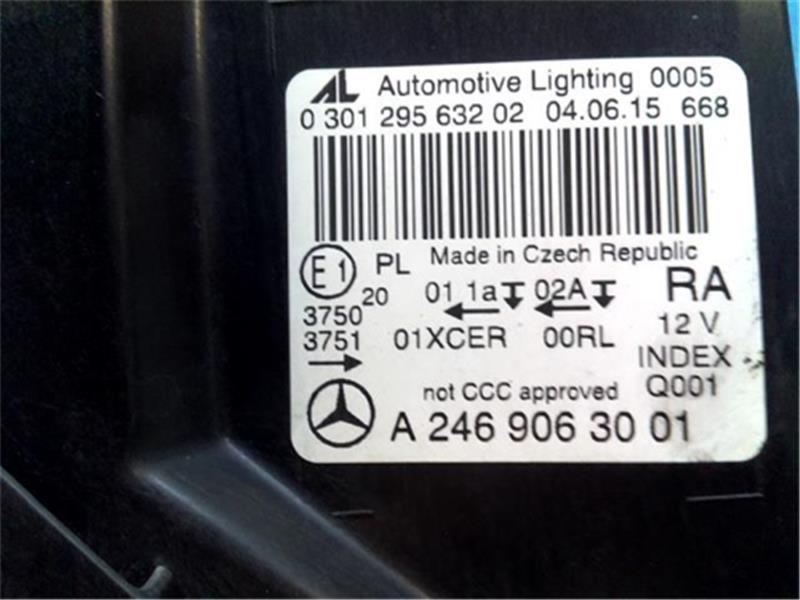 AL Automotive Lighting 0005
0 301 295 632 02 04.06.15 668
E1 PL Made in Czech Republic
20 01 1a 02A RA
3750
3751 01XCER 00RL 12 V
INDEX
not CCC approved Q001
A 246 906 30 01